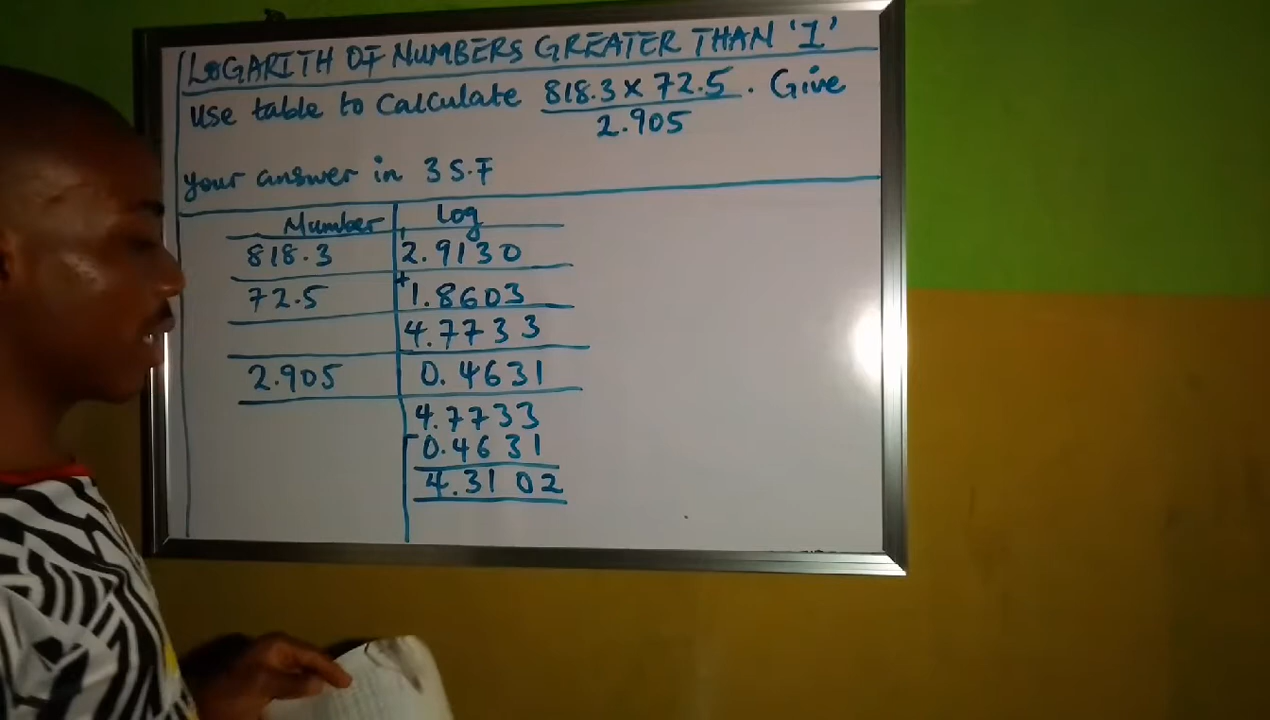 LOGARITH OF NUMBERS GREATER THAN '1'
Use table to Calculate 818.3 x 72.5 . Give
2.905
your answer in 3 S.F
Number Log
818.3 2.9130
72.5 +1.8603
4.7733
2.905 0.4631
4.7733
-0.4631
4.3102